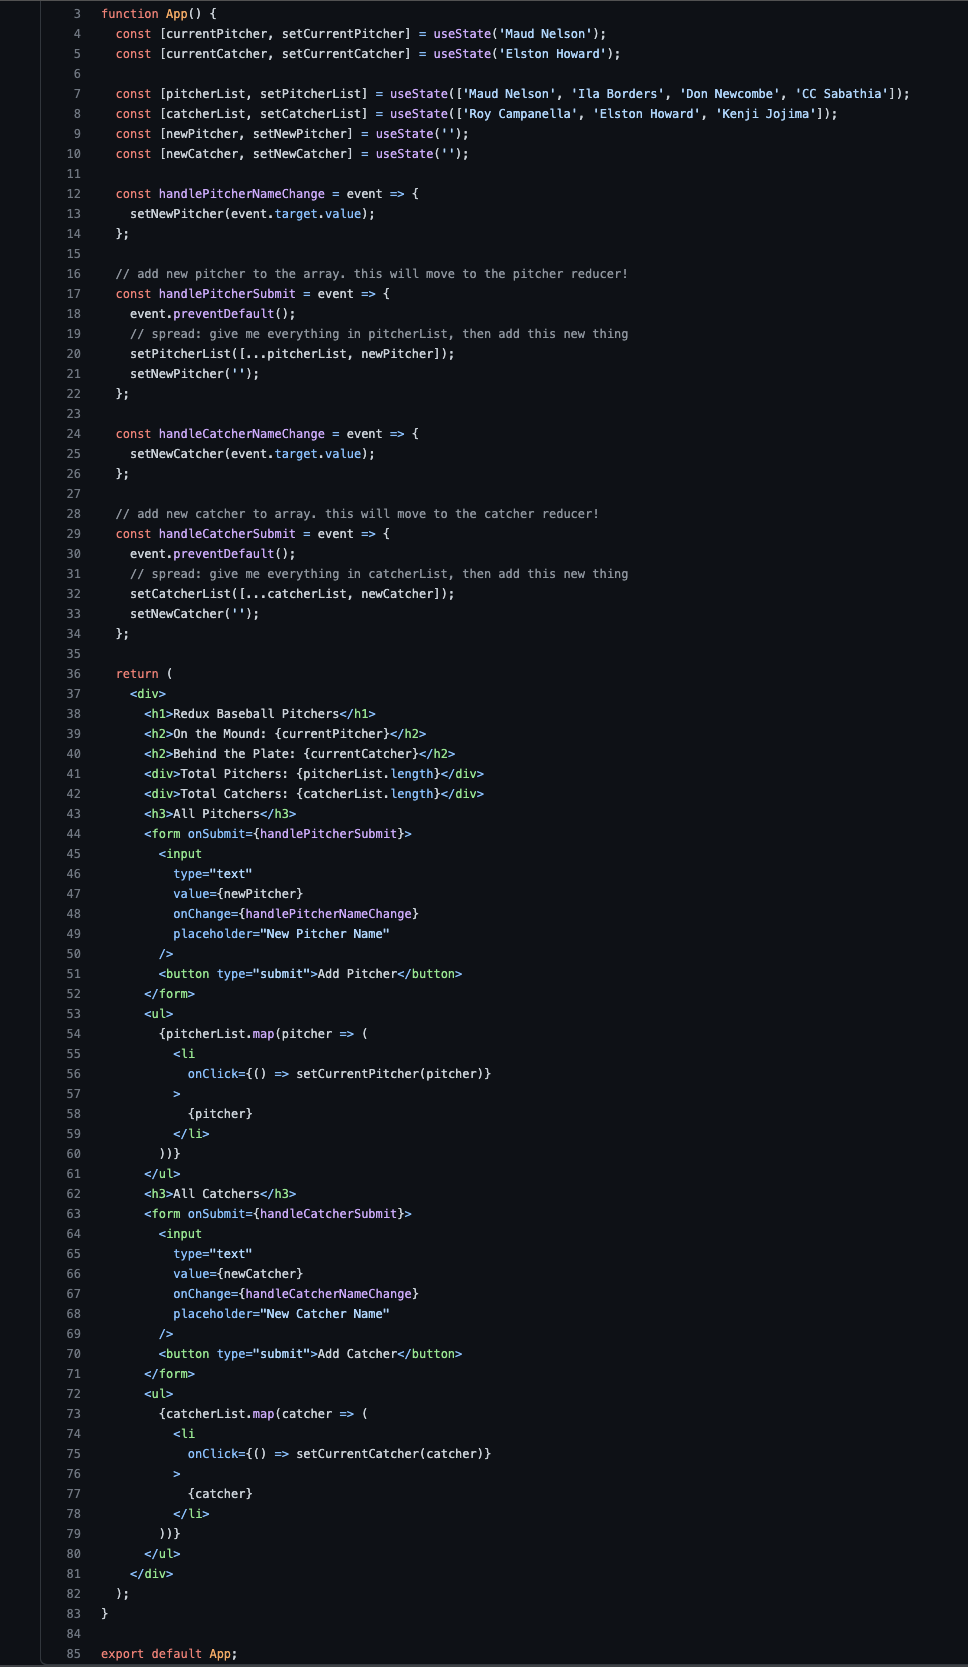 3 function App() {
4 const [currentPitcher, setCurrentPitcher] = useState('Maud Nelson');
5 const [currentCatcher, setCurrentCatcher] = useState('Elston Howard');
6
7 const [pitcherList, setPitcherList] = useState(['Maud Nelson', 'Ila Borders', 'Don Newcombe', 'CC Sabathia']);
8 const [catcherList, setCatcherList] = useState(['Roy Campanella', 'Elston Howard', 'Kenji Jojima']);
9 const [newPitcher, setNewPitcher] = useState('');
10 const [newCatcher, setNewCatcher] = useState('');
11
12 const handlePitcherNameChange = event => {
13 setNewPitcher(event.target.value);
14 };
15
16 // add new pitcher to the array. this will move to the pitcher reducer!
17 const handlePitcherSubmit = event => {
18 event.preventDefault();
19 // spread: give me everything in pitcherList, then add this new thing
20 setPitcherList([...pitcherList, newPitcher]);
21 setNewPitcher('');
22 };
23
24 const handleCatcherNameChange = event => {
25 setNewCatcher(event.target.value);
26 };
27
28 // add new catcher to array. this will move to the catcher reducer!
29 const handleCatcherSubmit = event => {
30 event.preventDefault();
31 // spread: give me everything in catcherList, then add this new thing
32 setCatcherList([...catcherList, newCatcher]);
33 setNewCatcher('');
34 };
35
36 return (
37 <div>
38 <h1>Redux Baseball Pitchers</h1>
39 <h2>On the Mound: {currentPitcher}</h2>
40 <h2>Behind the Plate: {currentCatcher}</h2>
41 <div>Total Pitchers: {pitcherList.length}</div>
42 <div>Total Catchers: {catcherList.length}</div>
43 <h3>All Pitchers</h3>
44 <form onSubmit={handlePitcherSubmit}>
45 <input
46 type="text"
47 value={newPitcher}
48 onChange={handlePitcherNameChange}
49 placeholder="New Pitcher Name"
50 />
51 <button type="submit">Add Pitcher</button>
52 </form>
53 <ul>
54 {pitcherList.map(pitcher => (
55 <li
56 onClick={() => setCurrentPitcher(pitcher)}
57 >
58 {pitcher}
59 </li>
60 ))}
61 </ul>
62 <h3>All Catchers</h3>
63 <form onSubmit={handleCatcherSubmit}>
64 <input
65 type="text"
66 value={newCatcher}
67 onChange={handleCatcherNameChange}
68 placeholder="New Catcher Name"
69 />
70 <button type="submit">Add Catcher</button>
71 </form>
72 <ul>
73 {catcherList.map(catcher => (
74 <li
75 onClick={() => setCurrentCatcher(catcher)}
76 >
77 {catcher}
78 </li>
79 ))}
80 </ul>
81 </div>
82 );
83 }
84
85 export default App;